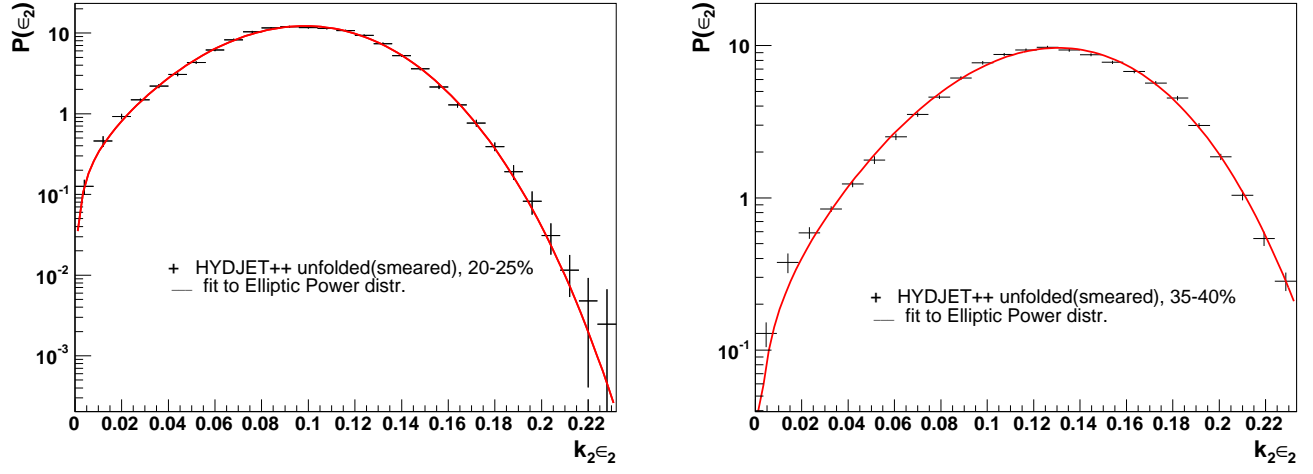 P(ϵ₂)
10
1
10⁻¹
10⁻²
10⁻³
+ HYDJET++ unfolded(smeared), 20-25%
— fit to Elliptic Power distr.
0 0.02 0.04 0.06 0.08 0.1 0.12 0.14 0.16 0.18 0.2 0.22
k₂ϵ₂
P(ϵ₂)
10
1
10⁻¹
+ HYDJET++ unfolded(smeared), 35-40%
— fit to Elliptic Power distr.
0 0.02 0.04 0.06 0.08 0.1 0.12 0.14 0.16 0.18 0.2 0.22
k₂ϵ₂